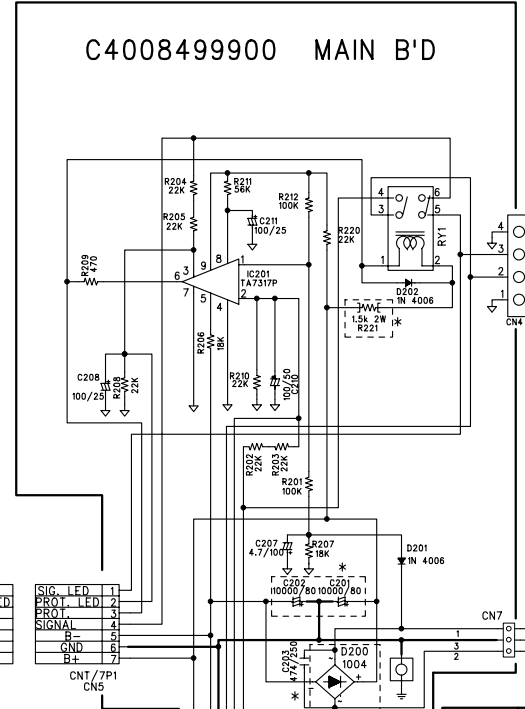 C4008499900 MAIN B'D
R204
22K
R211
56K
R212
100K
R205
22K
C211
100/25
R220
22K
4
3
6
5
RY1
1
2
R209
470
6
3
9
8
7
5
4
1
2
IC201
TA7317P
D202
1N 4006
1.5k 2W
R221
*
4
3
2
1
CN4
R206
18K
C208
100/25
R208
22K
R210
22K
100/50
C210
R202
22K
R203
22K
R201
100K
C207
4.7/100
R207
18K
D201
1N 4006
*
C202
10000/80
C201
10000/80
SIG. LED 1
PROT. LED 2
PROT. 3
SIGNAL 4
B- 5
GND 6
B+ 7
CNT/7P1
CN5
ED
CN7
1
3
2
C203
474/250
D200
1004
~
+
-
~
*